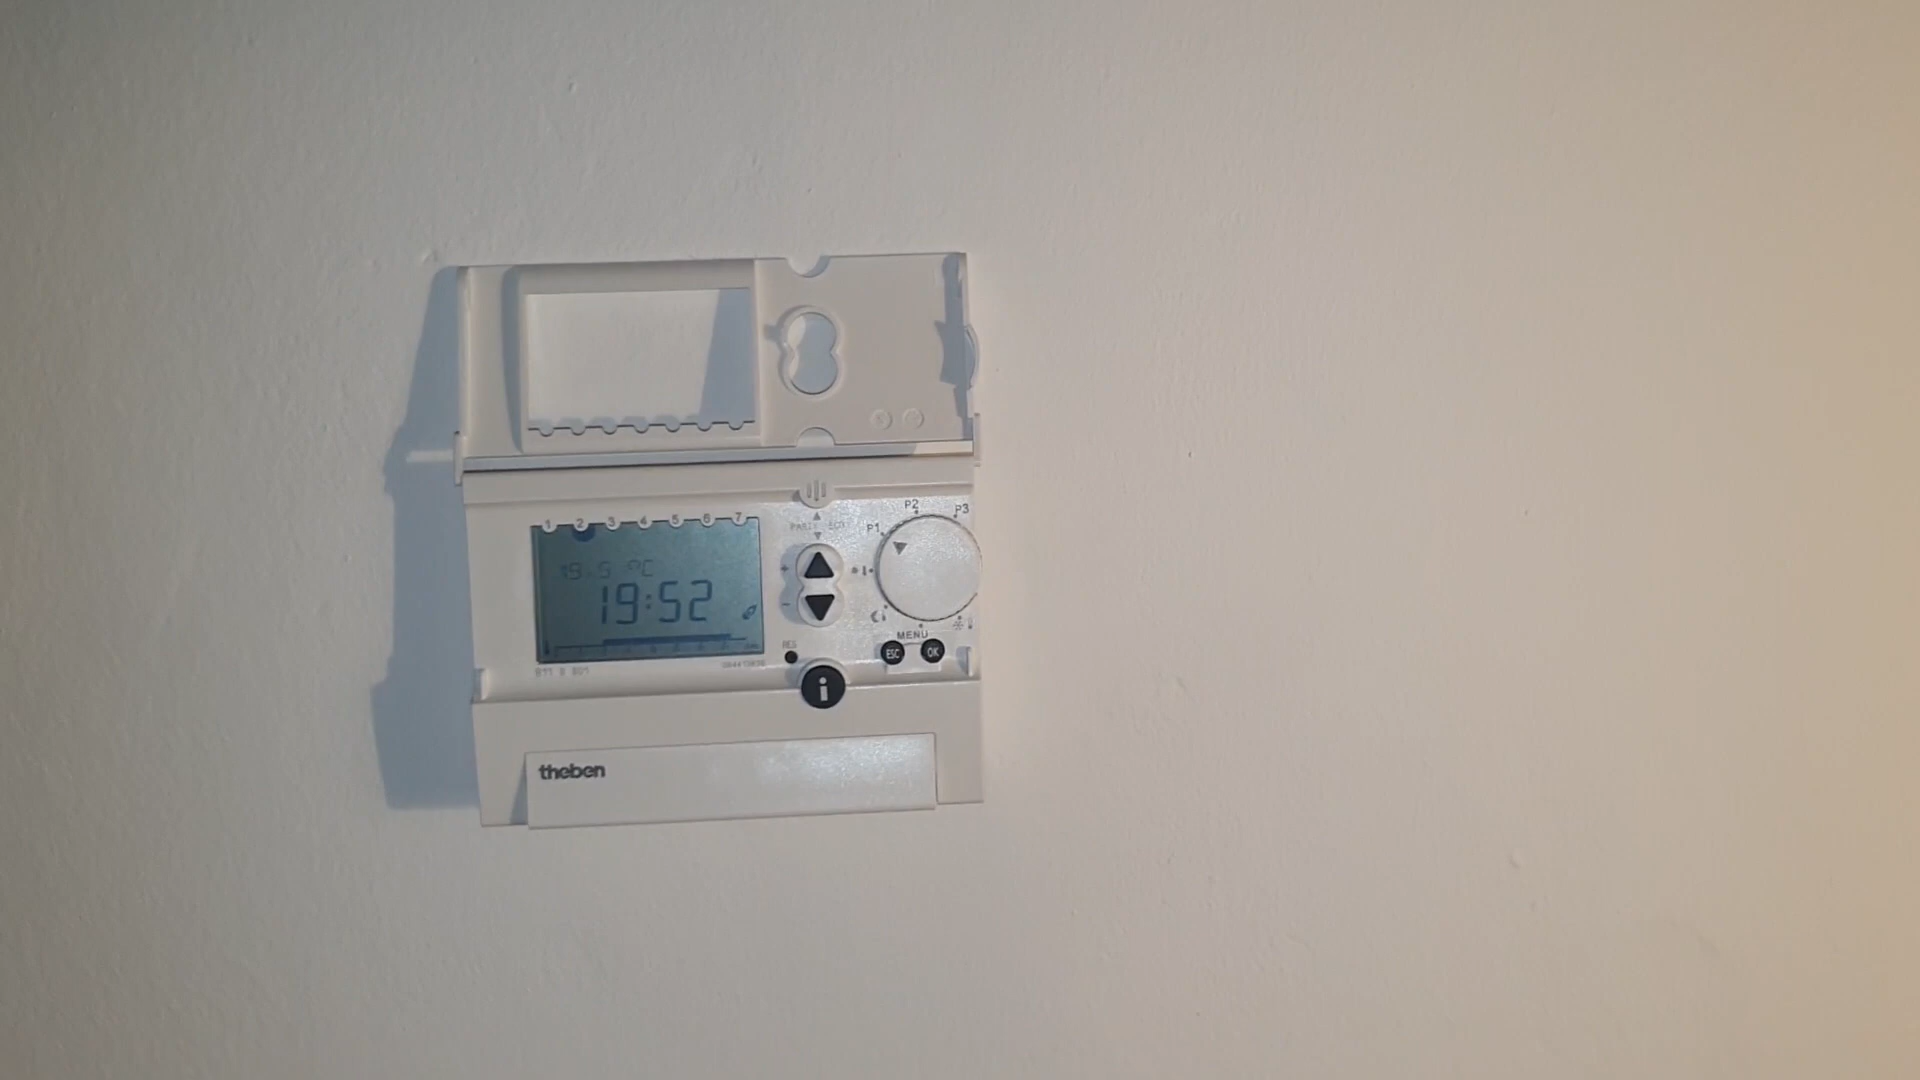 1 2 3 4 5 6 7
19.5 °C
19:52
P1 P2 P3
+
-
RES
MENU
ESC OK
i
theben